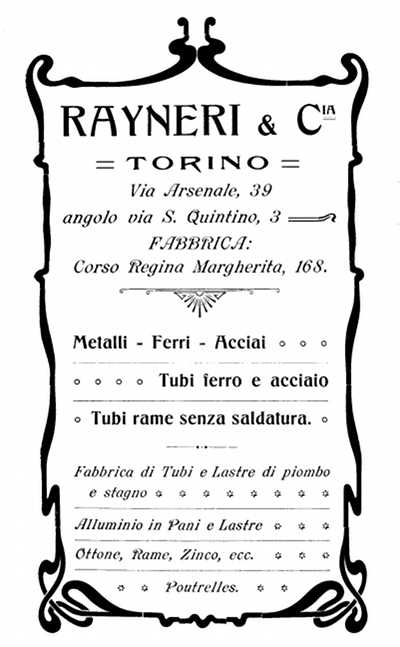 RAYNERI & CIA
= TORINO =
Via Arsenale, 39
angolo via S. Quintino, 3
FABBRICA:
Corso Regina Margherita, 168.
Metalli - Ferri - Acciai
Tubi ferro e acciaio
Tubi rame senza saldatura.
Fabbrica di Tubi e Lastre di piombo
e stagno
Alluminio in Pani e Lastre
Ottone, Rame, Zinco, ecc.
Poutrelles.